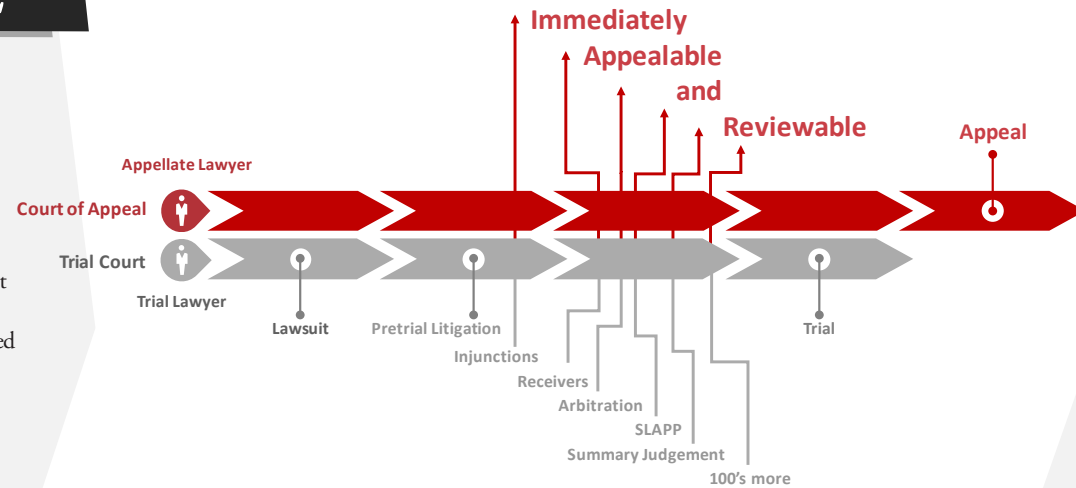 Immediately
Appealable
and
Reviewable
Appeal
Appellate Lawyer
Court of Appeal
Trial Court
Trial Lawyer
Lawsuit
Pretrial Litigation
Trial
Injunctions
Receivers
Arbitration
SLAPP
Summary Judgement
100's more